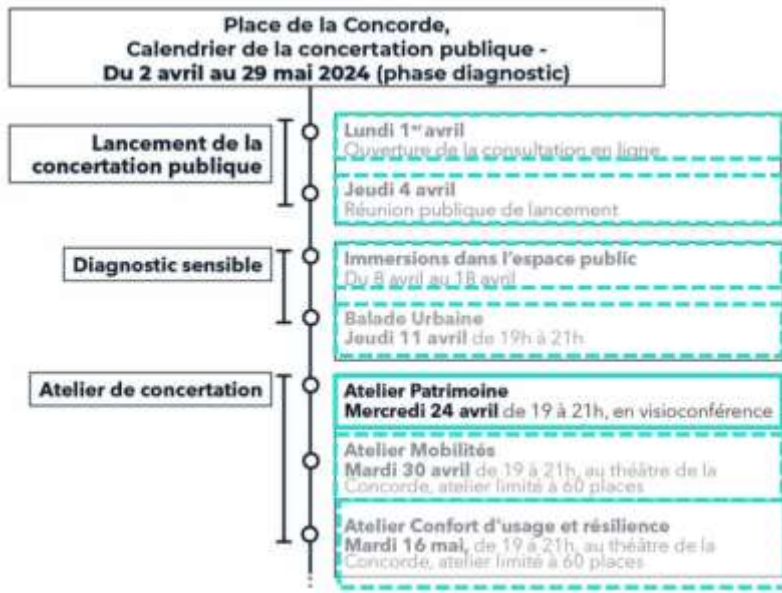 Place de la Concorde,
Calendrier de la concertation publique -
Du 2 avril au 29 mai 2024 (phase diagnostic)
Lancement de la
concertation publique
Lundi 1er avril
Ouverture de la consultation en ligne
Jeudi 4 avril
Réunion publique de lancement
Diagnostic sensible
Immersions dans l'espace public
Du 8 avril au 18 avril
Balade Urbaine
Jeudi 11 avril de 19h à 21h
Atelier de concertation
Atelier Patrimoine
Mercredi 24 avril de 19 à 21h, en visioconférence
Atelier Mobilités
Mardi 30 avril de 19 à 21h, au théâtre de la
Concorde, atelier limité à 60 places
Atelier Confort d'usage et résilience
Mardi 16 mai, de 19 à 21h, au théâtre de la
Concorde, atelier limité à 60 places